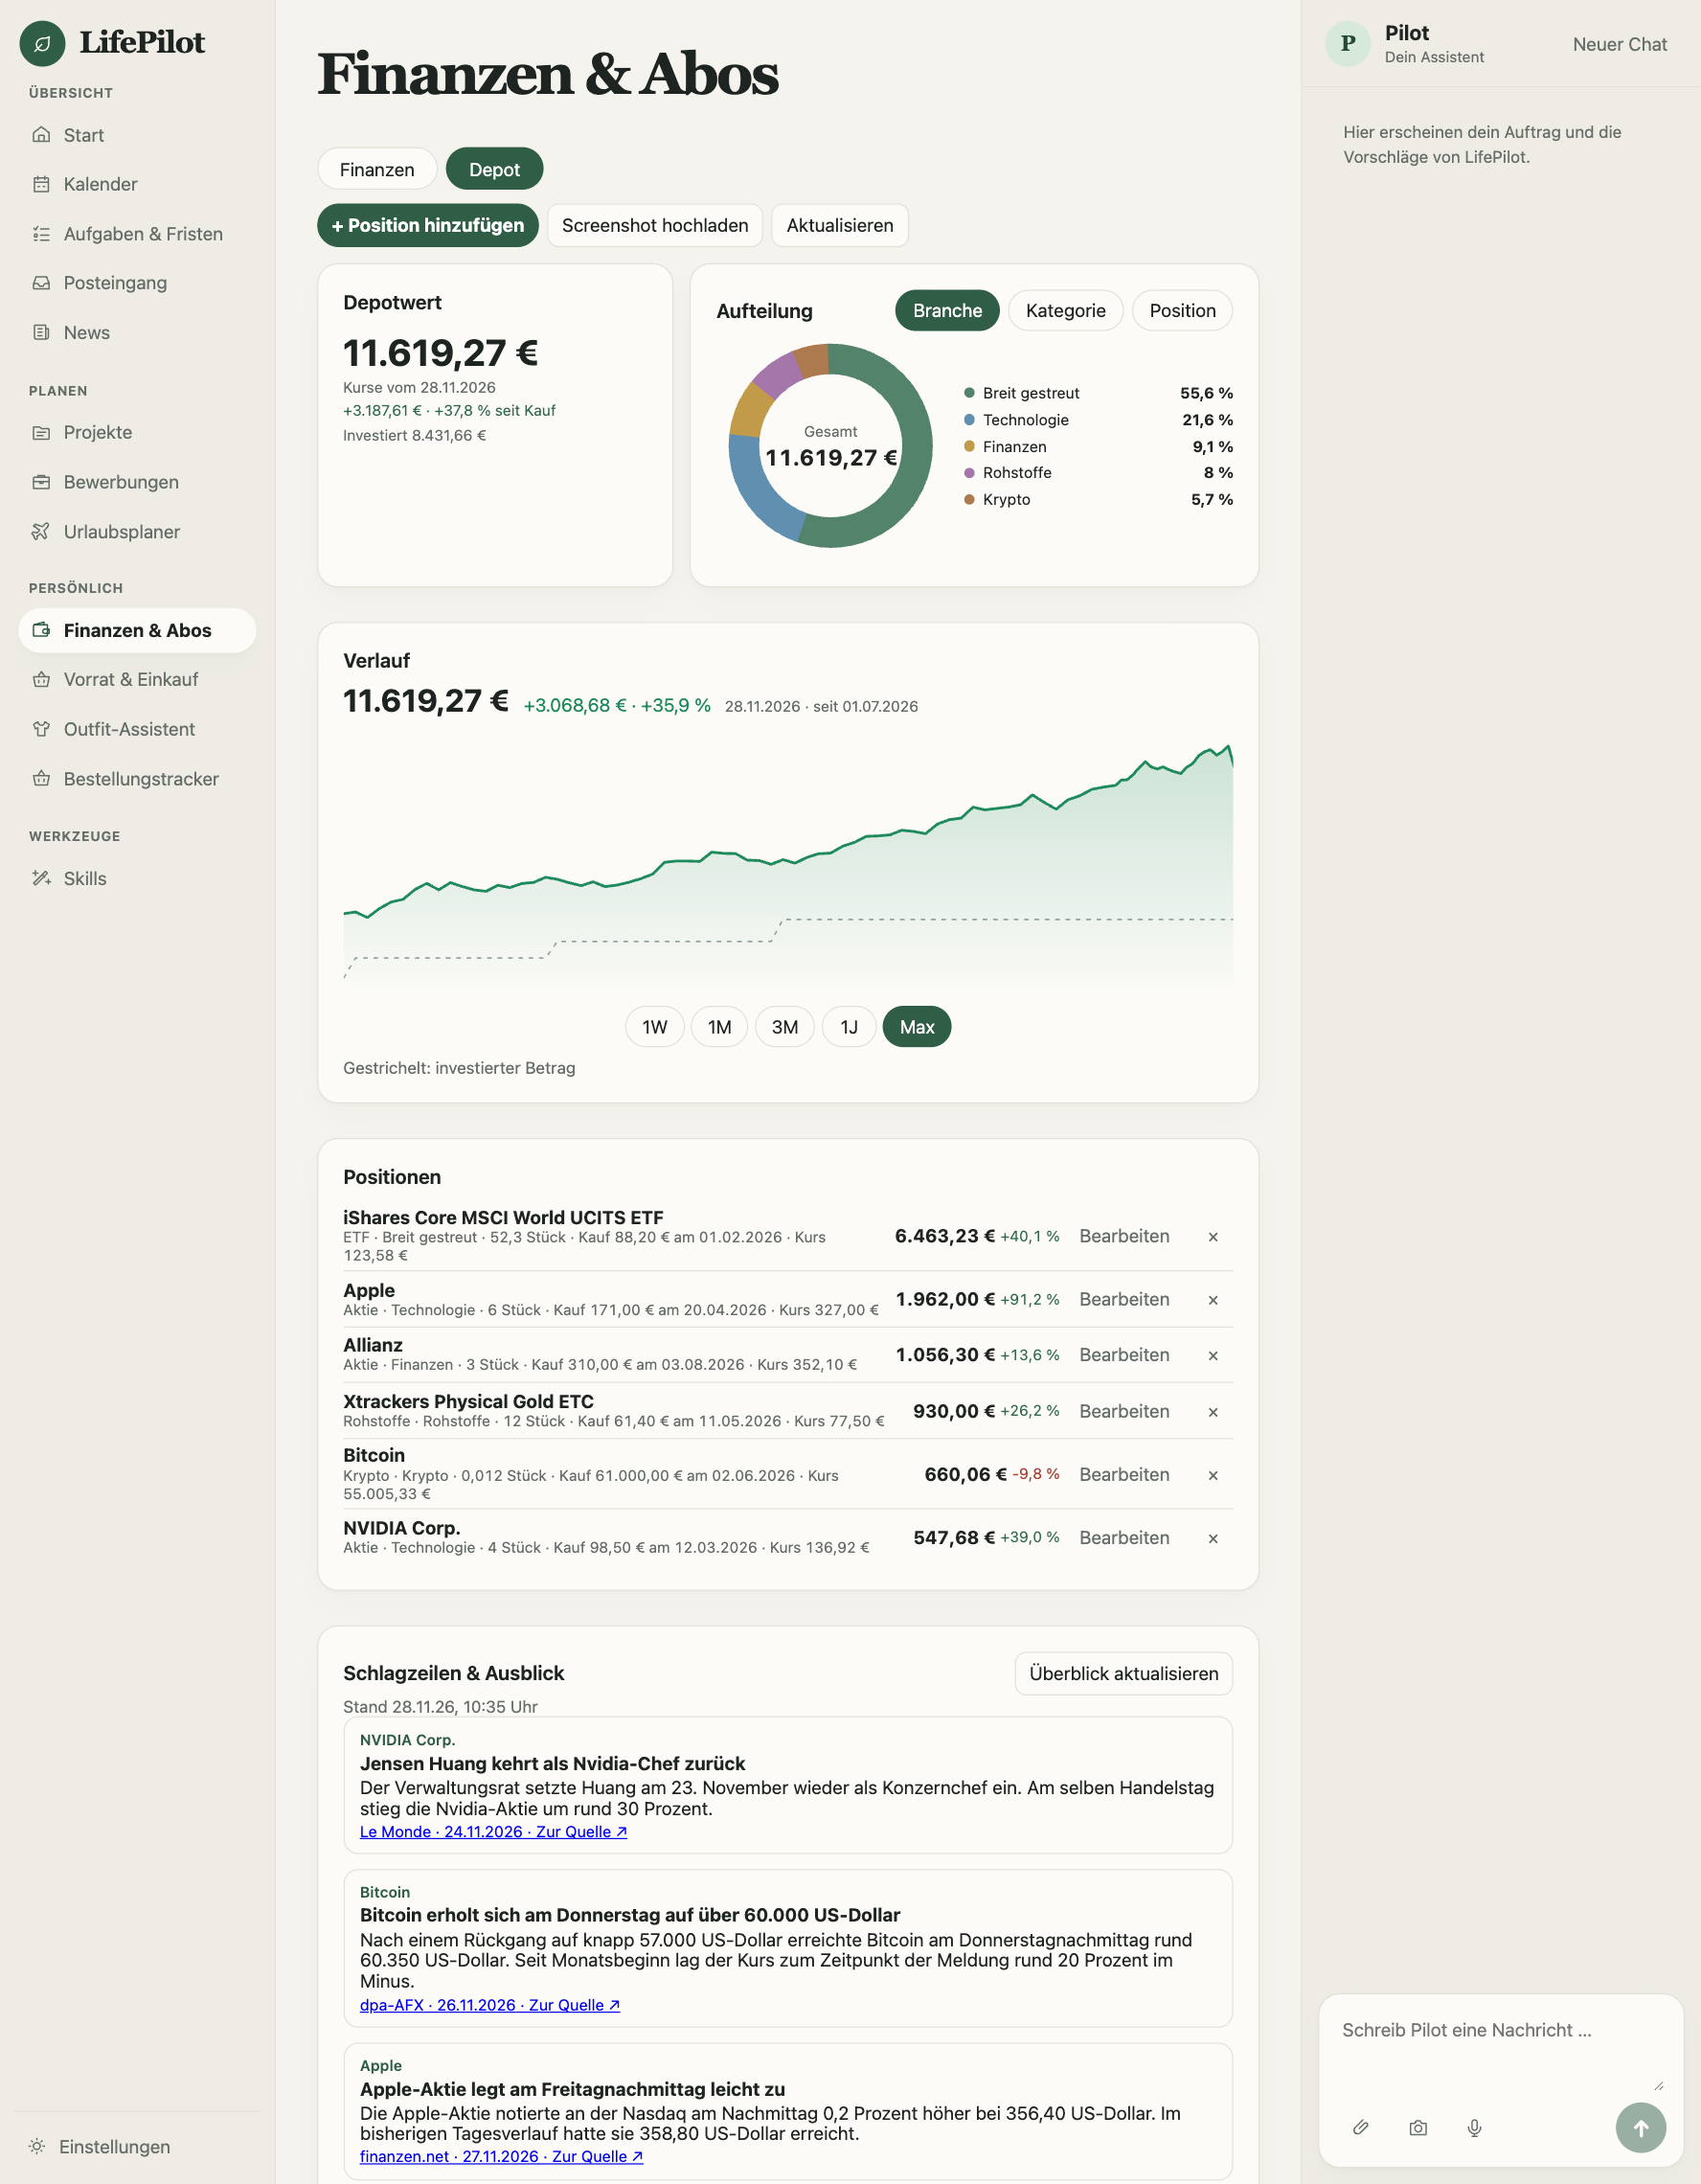 LifePilot
ÜBERSICHT
Start
Kalender
Aufgaben & Fristen
Posteingang
News
PLANEN
Projekte
Bewerbungen
Urlaubsplaner
PERSÖNLICH
Finanzen & Abos
Vorrat & Einkauf
Outfit-Assistent
Bestellungstracker
WERKZEUGE
Skills
Einstellungen
Finanzen & Abos
Finanzen
Depot
+ Position hinzufügen
Screenshot hochladen
Aktualisieren
Depotwert
11.619,27 €
Kurse vom 28.11.2026
+3.187,61 € · +37,8 % seit Kauf
Investiert 8.431,66 €
Aufteilung
Branche
Kategorie
Position
Gesamt
11.619,27 €
Breit gestreut 55,6 %
Technologie 21,6 %
Finanzen 9,1 %
Rohstoffe 8 %
Krypto 5,7 %
Verlauf
11.619,27 € +3.068,68 € · +35,9 % 28.11.2026 · seit 01.07.2026
1W
1M
3M
1J
Max
Gestrichelt: investierter Betrag
Positionen
iShares Core MSCI World UCITS ETF
ETF · Breit gestreut · 52,3 Stück · Kauf 88,20 € am 01.02.2026 · Kurs
123,58 €
6.463,23 € +40,1 % Bearbeiten ×
Apple
Aktie · Technologie · 6 Stück · Kauf 171,00 € am 20.04.2026 · Kurs 327,00 €
1.962,00 € +91,2 % Bearbeiten ×
Allianz
Aktie · Finanzen · 3 Stück · Kauf 310,00 € am 03.08.2026 · Kurs 352,10 €
1.056,30 € +13,6 % Bearbeiten ×
Xtrackers Physical Gold ETC
Rohstoffe · Rohstoffe · 12 Stück · Kauf 61,40 € am 11.05.2026 · Kurs 77,50 €
930,00 € +26,2 % Bearbeiten ×
Bitcoin
Krypto · Krypto · 0,012 Stück · Kauf 61.000,00 € am 02.06.2026 · Kurs
55.005,33 €
660,06 € -9,8 % Bearbeiten ×
NVIDIA Corp.
Aktie · Technologie · 4 Stück · Kauf 98,50 € am 12.03.2026 · Kurs 136,92 €
547,68 € +39,0 % Bearbeiten ×
Schlagzeilen & Ausblick
Überblick aktualisieren
Stand 28.11.26, 10:35 Uhr
NVIDIA Corp.
Jensen Huang kehrt als Nvidia-Chef zurück
Der Verwaltungsrat setzte Huang am 23. November wieder als Konzernchef ein. Am selben Handelstag
stieg die Nvidia-Aktie um rund 30 Prozent.
Le Monde · 24.11.2026 · Zur Quelle ↗
Bitcoin
Bitcoin erholt sich am Donnerstag auf über 60.000 US-Dollar
Nach einem Rückgang auf knapp 57.000 US-Dollar erreichte Bitcoin am Donnerstagnachmittag rund
60.350 US-Dollar. Seit Monatsbeginn lag der Kurs zum Zeitpunkt der Meldung rund 20 Prozent im
Minus.
dpa-AFX · 26.11.2026 · Zur Quelle ↗
Apple
Apple-Aktie legt am Freitagnachmittag leicht zu
Die Apple-Aktie notierte an der Nasdaq am Nachmittag 0,2 Prozent höher bei 356,40 US-Dollar. Im
bisherigen Tagesverlauf hatte sie 358,80 US-Dollar erreicht.
finanzen.net · 27.11.2026 · Zur Quelle ↗
P
Pilot
Dein Assistent
Neuer Chat
Hier erscheinen dein Auftrag und die
Vorschläge von LifePilot.
Schreib Pilot eine Nachricht ...